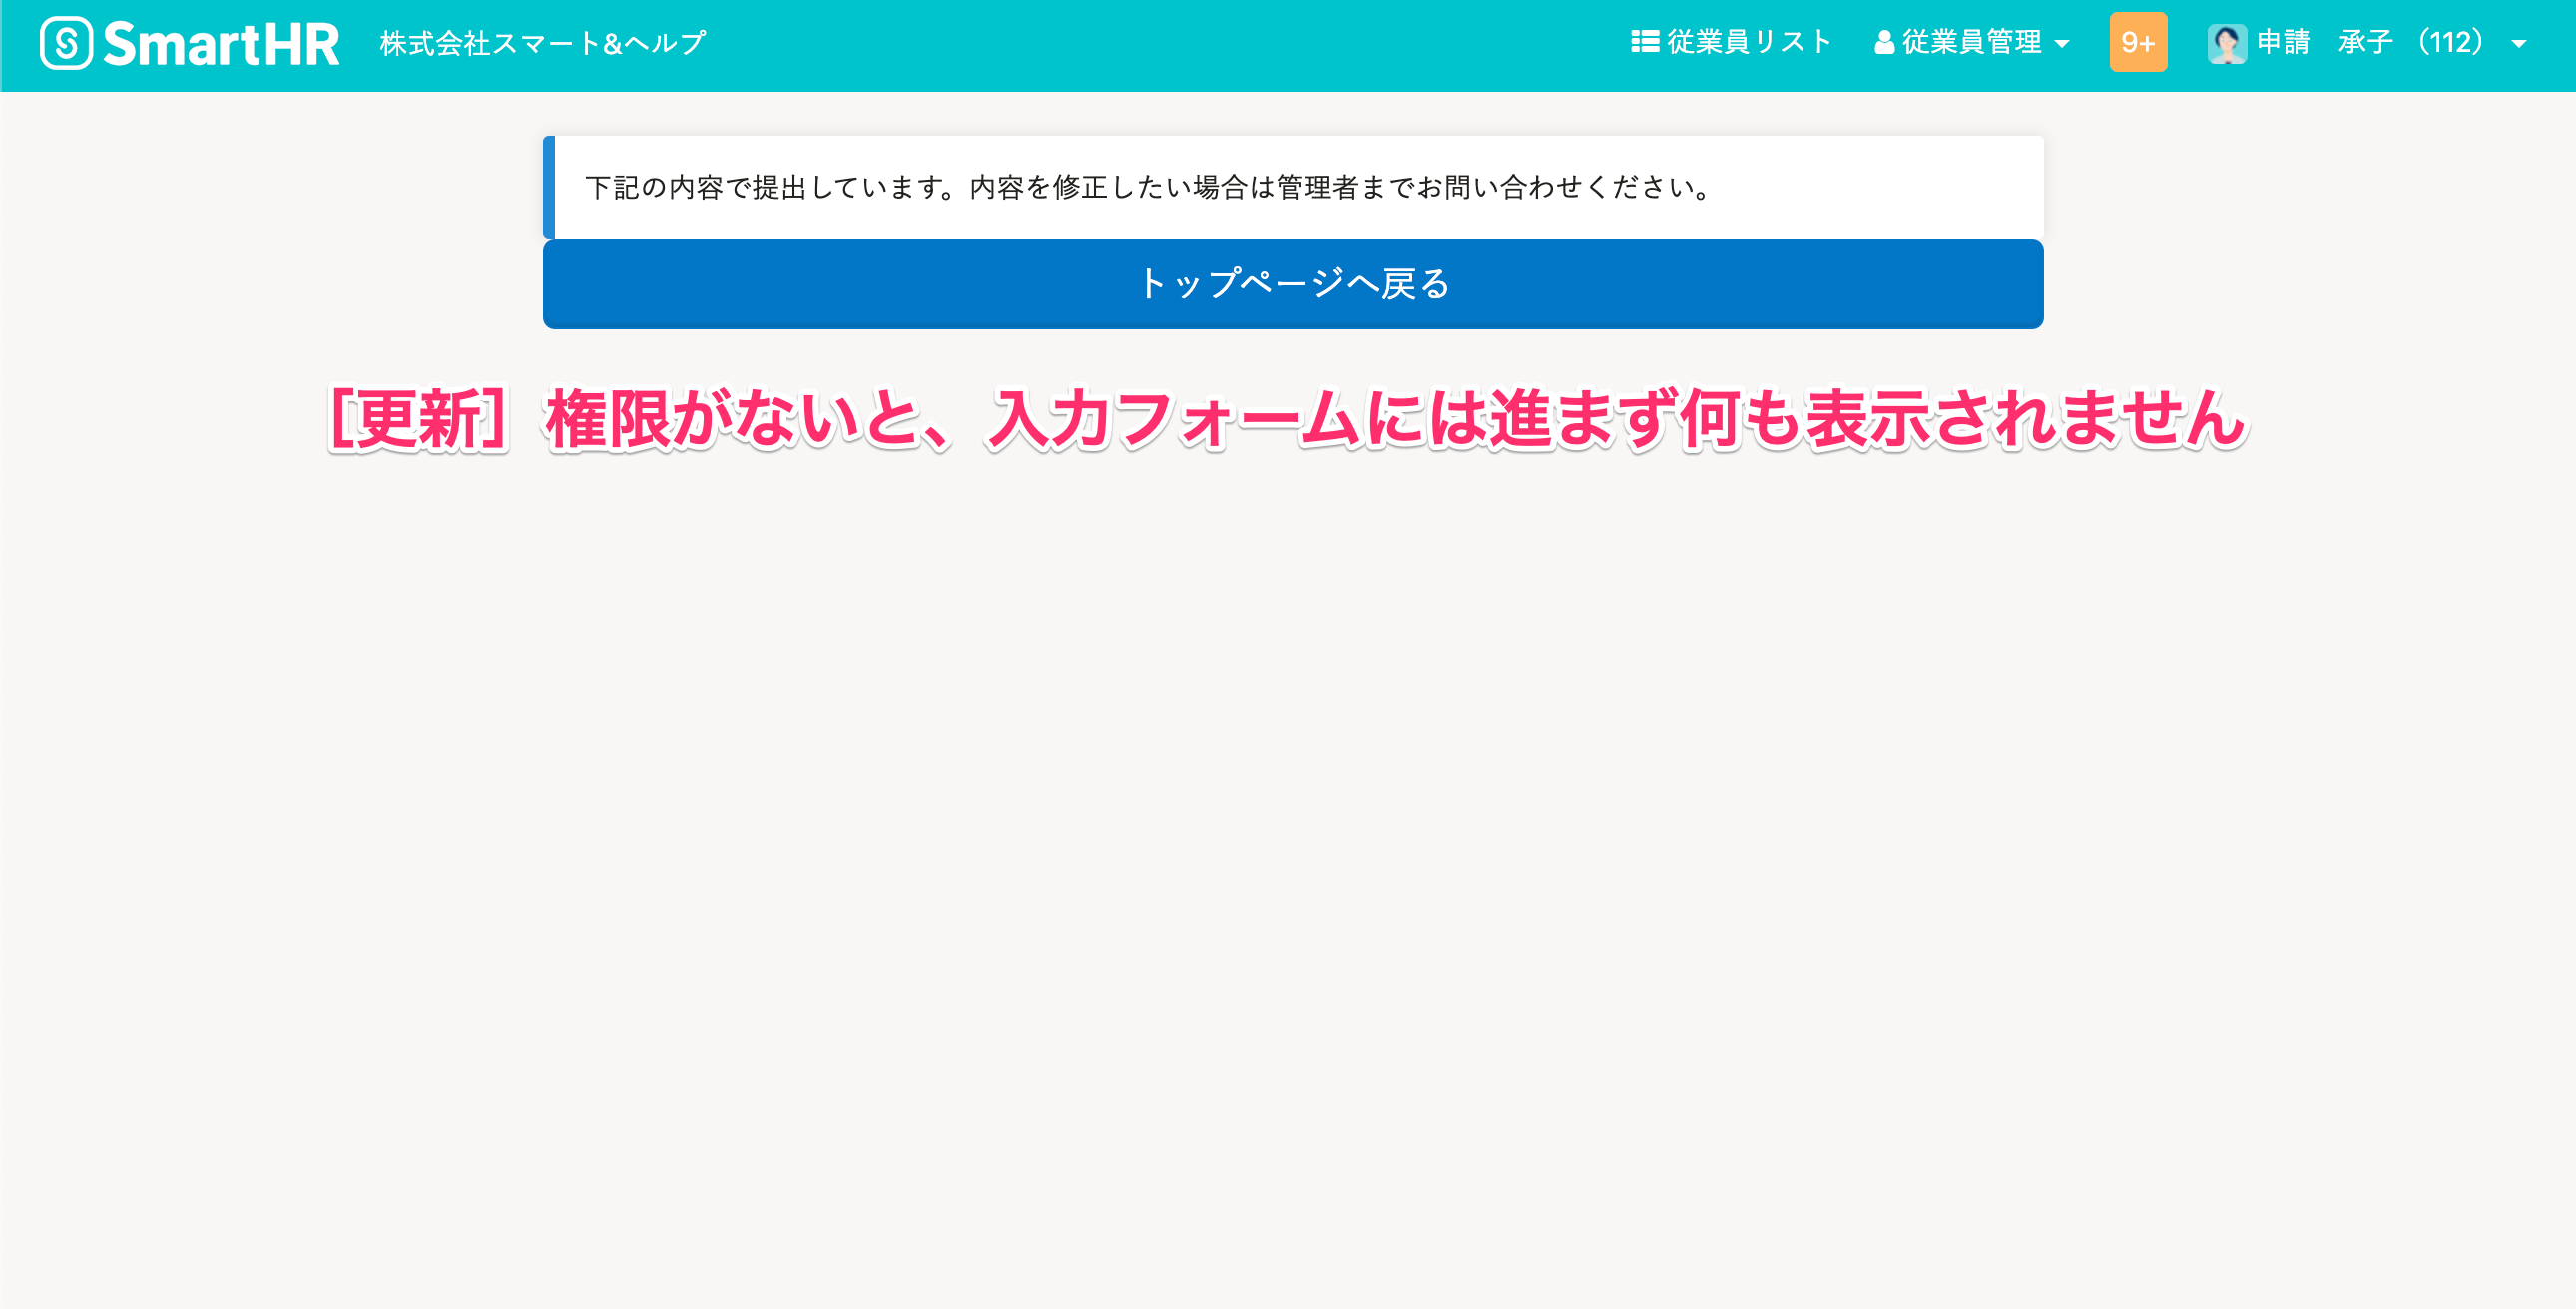 SmartHR 株式会社スマート&ヘルプ 従業員リスト 従業員管理 9+ 申請　承子　(112)
下記の内容で提出しています。内容を修正したい場合は管理者までお問い合わせください。
トップページへ戻る
［更新］権限がないと、入力フォームには進まず何も表示されません